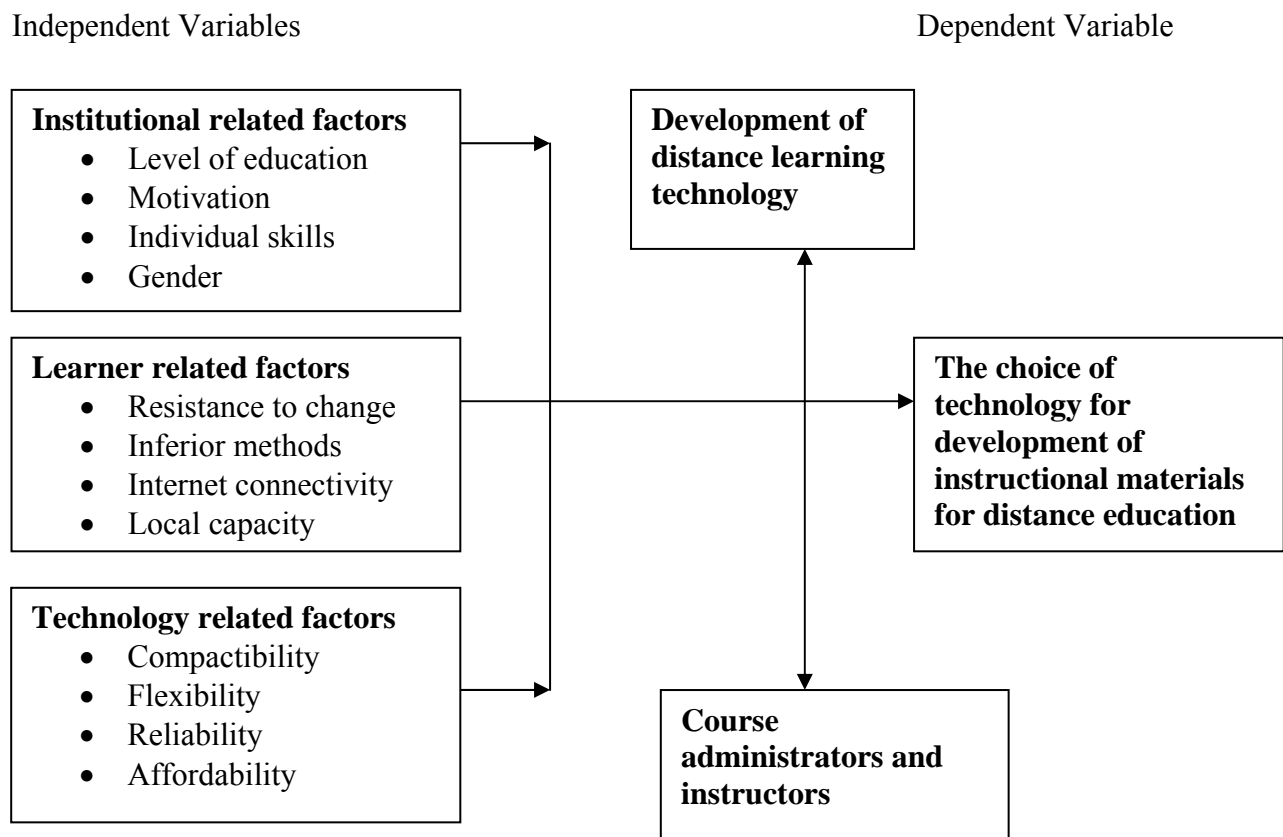 Independent Variables
Dependent Variable
Institutional related factors
• Level of education
• Motivation
• Individual skills
• Gender
Development of
distance learning
technology
Learner related factors
• Resistance to change
• Inferior methods
• Internet connectivity
• Local capacity
The choice of
technology for
development of
instructional materials
for distance education
Technology related factors
• Compactibility
• Flexibility
• Reliability
• Affordability
Course
administrators and
instructors